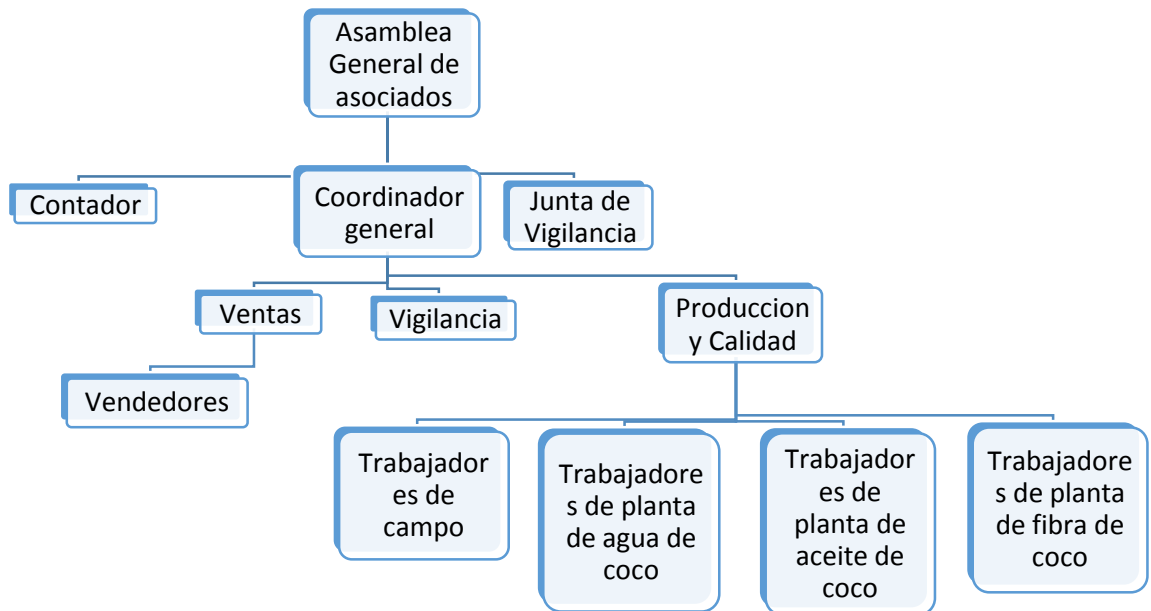 Asamblea
General de
asociados
Contador
Coordinador
general
Junta de
Vigilancia
Ventas
Vigilancia
Produccion
y Calidad
Vendedores
Trabajador
es de
campo
Trabajadore
s de planta
de agua de
coco
Trabajador
es de
planta de
aceite de
coco
Trabajadore
s de planta
de fibra de
coco